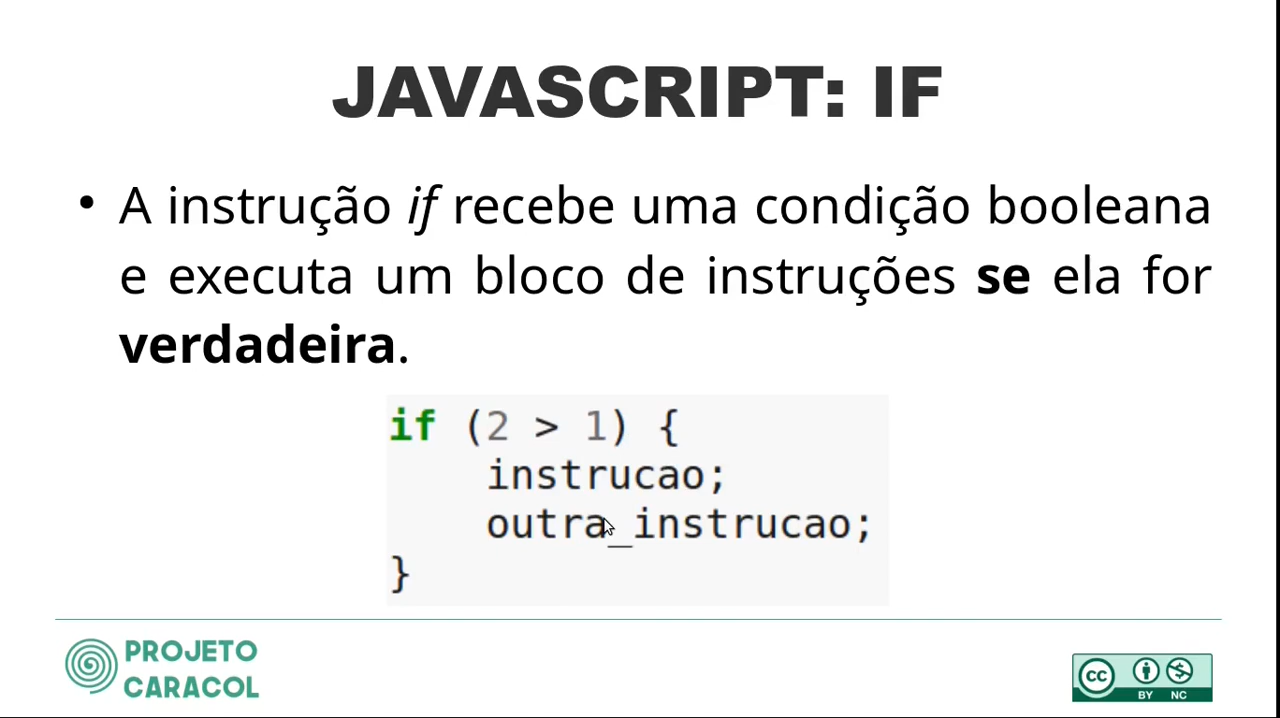 JAVASCRIPT: IF
• A instrução if recebe uma condição booleana
e executa um bloco de instruções se ela for
verdadeira.
if (2 > 1) {
    instrucao;
    outra_instrucao;
}
PROJETO
CARACOL
CC
BY NC